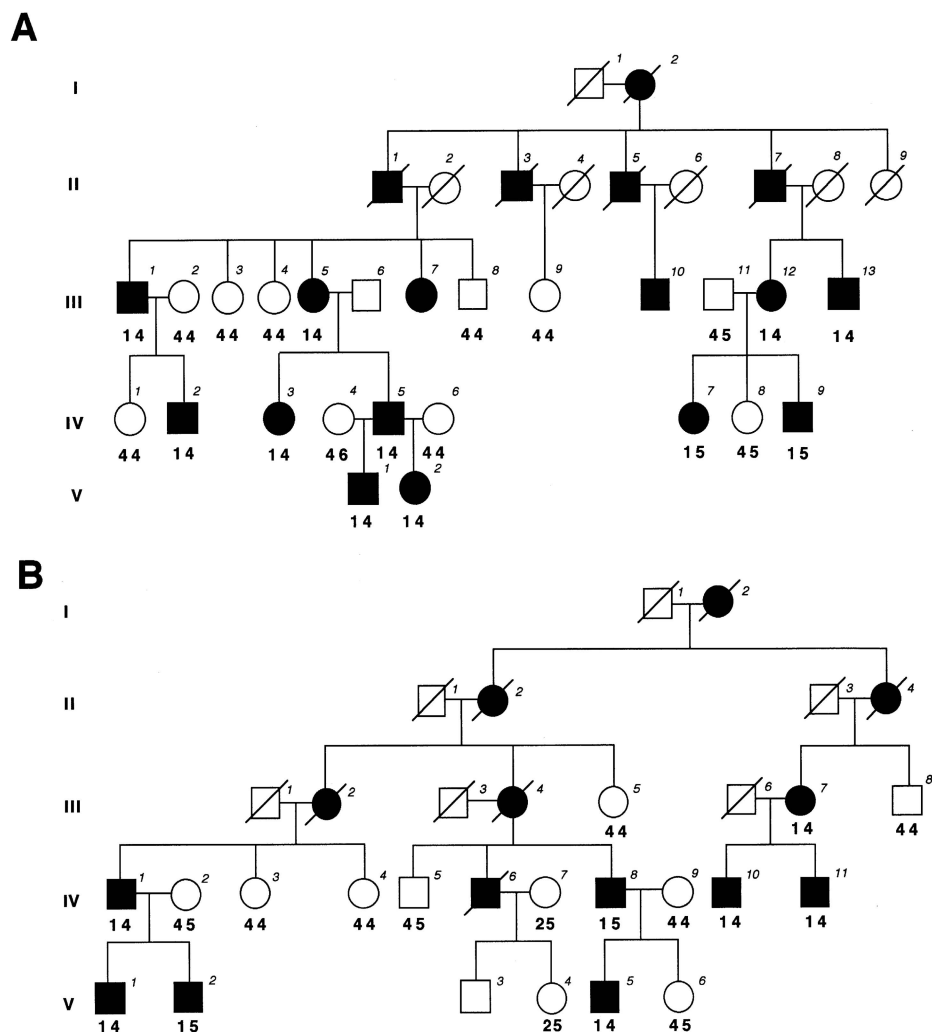 A
I
1 2
II
1 2 3 4 5 6 7 8 9
III
1 2 3 4 5 6 7 8 9 10 11 12 13
14 44 44 44 14 44 44 45 14 14
IV
1 2 3 4 5 6 7 8 9
44 14 14 46 14 44 15 45 15
V
1 2
14 14
B
I
1 2
II
1 2 3 4
III
1 2 3 4 5 6 7 8
44 14 44
IV
1 2 3 4 5 6 7 8 9 10 11
14 45 44 44 45 25 15 44 14 14
V
1 2 3 4 5 6
14 15 25 14 45